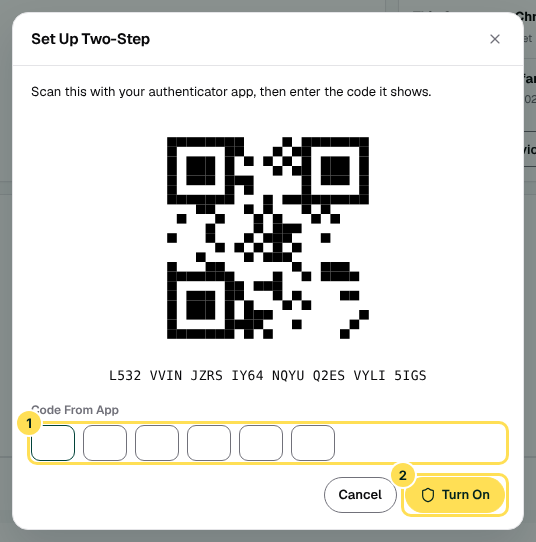 Set Up Two-Step
Scan this with your authenticator app, then enter the code it shows.
L532 VVIN JZRS IY64 NQYU Q2ES VYLI 5IGS
Code From App
1
2
Cancel
Turn On